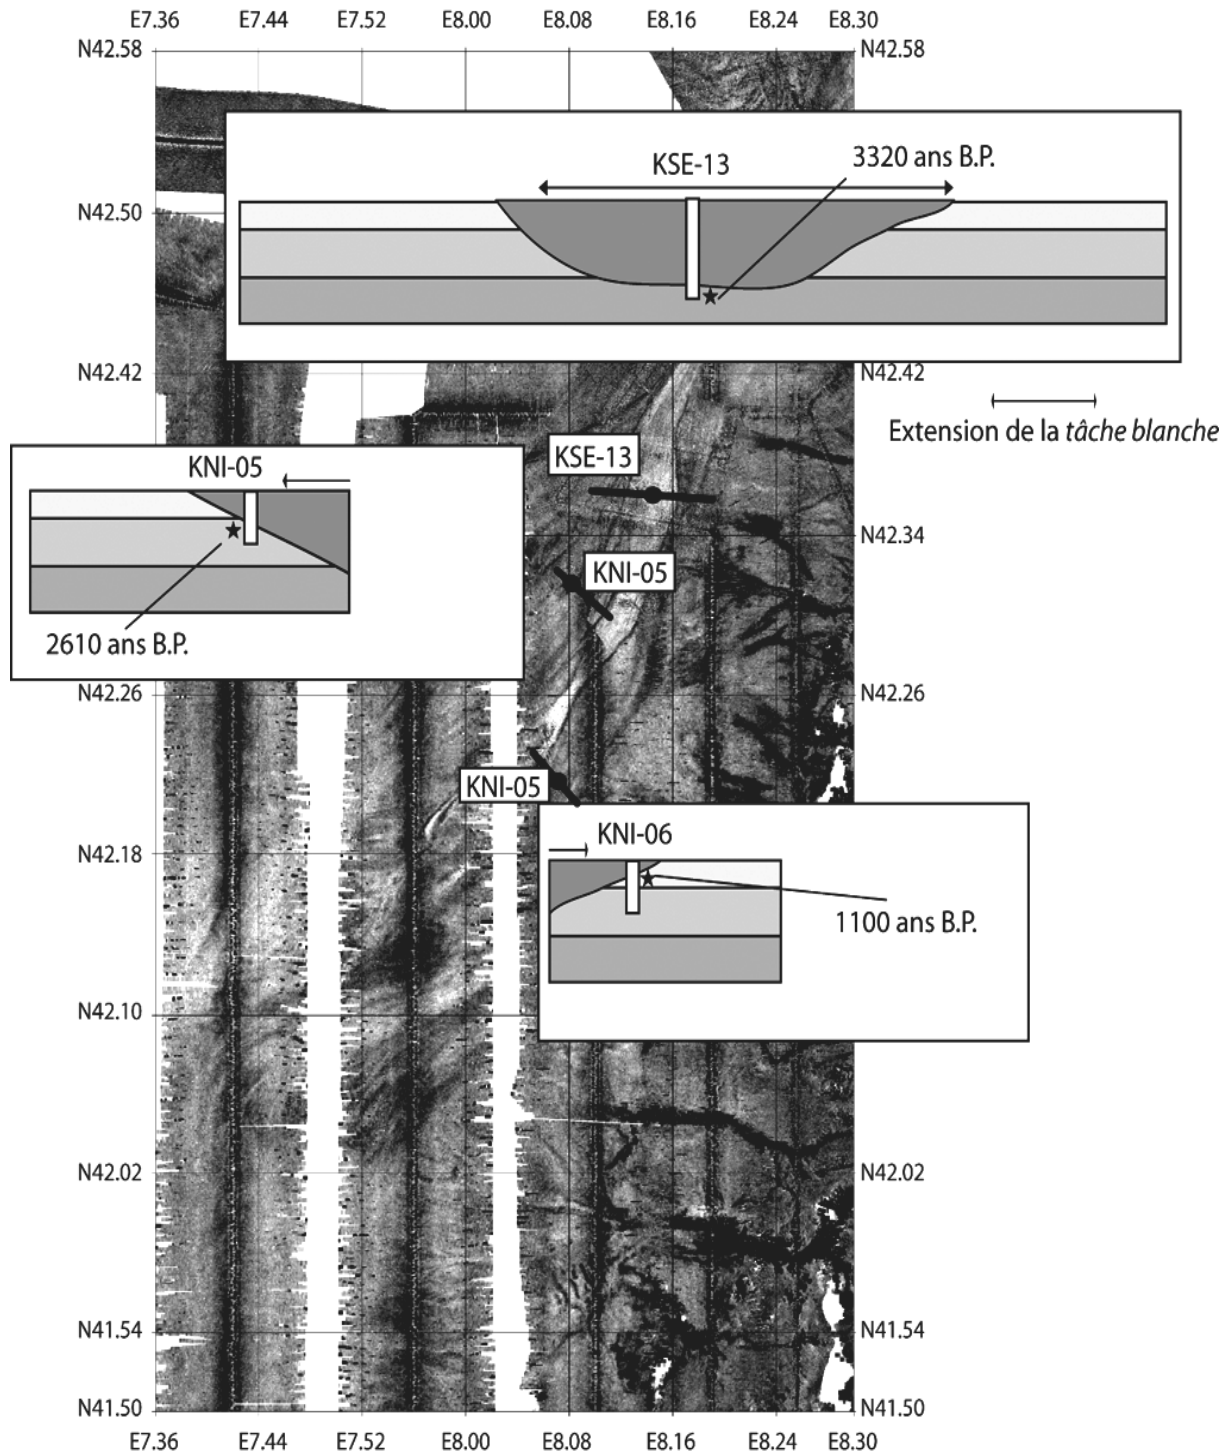 E7.36 E7.44 E7.52 E8.00 E8.08 E8.16 E8.24 E8.30
N42.58 N42.58
KSE-13 3320 ans B.P.
N42.50
N42.42 N42.42
Extension de la tâche blanche
KSE-13
KNI-05
N42.34
KNI-05
2610 ans B.P.
N42.26 N42.26
KNI-05
KNI-06
N42.18
1100 ans B.P.
N42.10
N42.02 N42.02
N41.54 N41.54
N41.50 N41.50
E7.36 E7.44 E7.52 E8.00 E8.08 E8.16 E8.24 E8.30